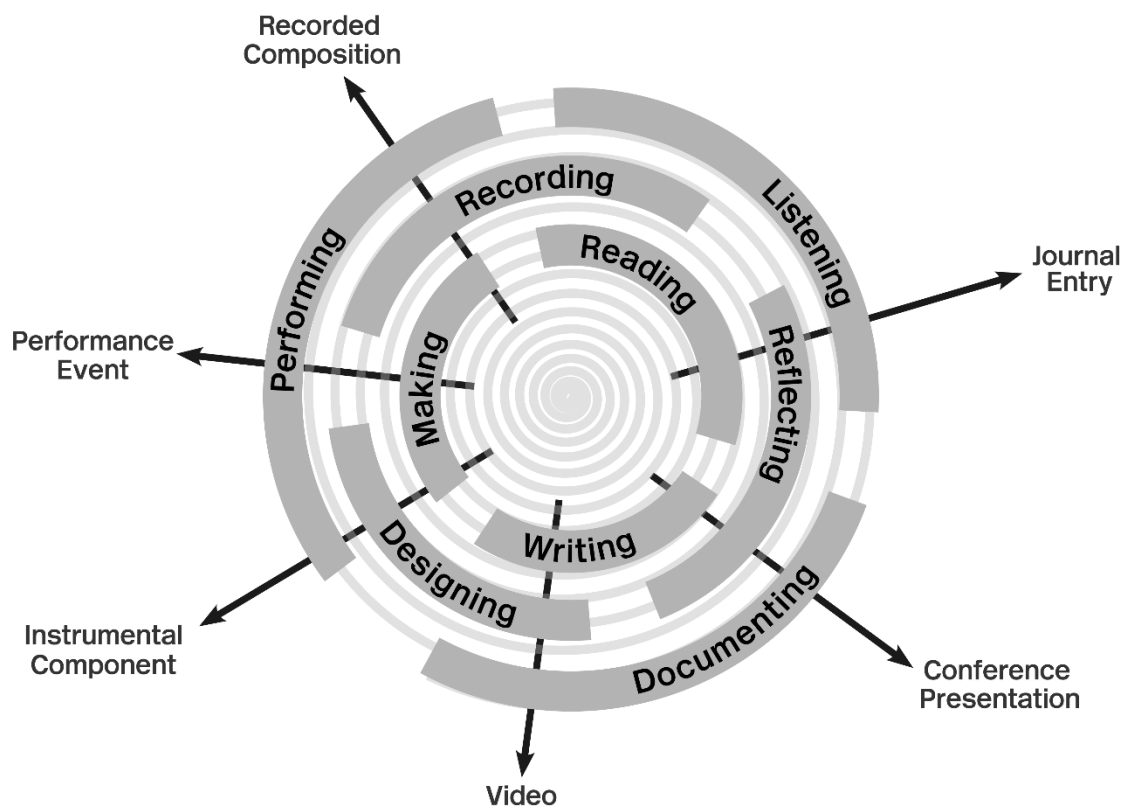 Recorded
Composition
Recording
Listening
Reading
Performing
Journal
Entry
Performance
Event
Making
Reflecting
Designing
Writing
Documenting
Instrumental
Component
Conference
Presentation
Video